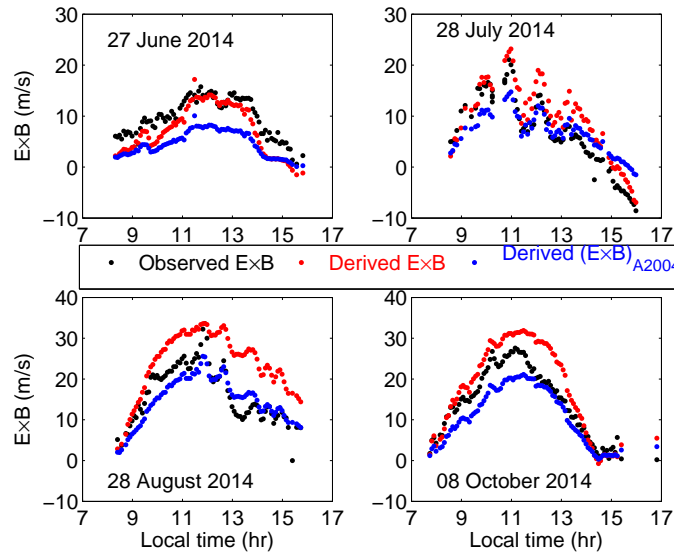 27 June 2014
28 July 2014
30
20
10
0
−10
E×B (m/s)
7 9 11 13 15 17
30
20
10
0
−10
7 9 11 13 15 17
Observed E×B
Derived E×B
Derived (E×B)A2004
40
30
20
10
0
−10
E×B (m/s)
28 August 2014
7 9 11 13 15 17
Local time (hr)
40
30
20
10
0
−10
08 October 2014
7 9 11 13 15 17
Local time (hr)